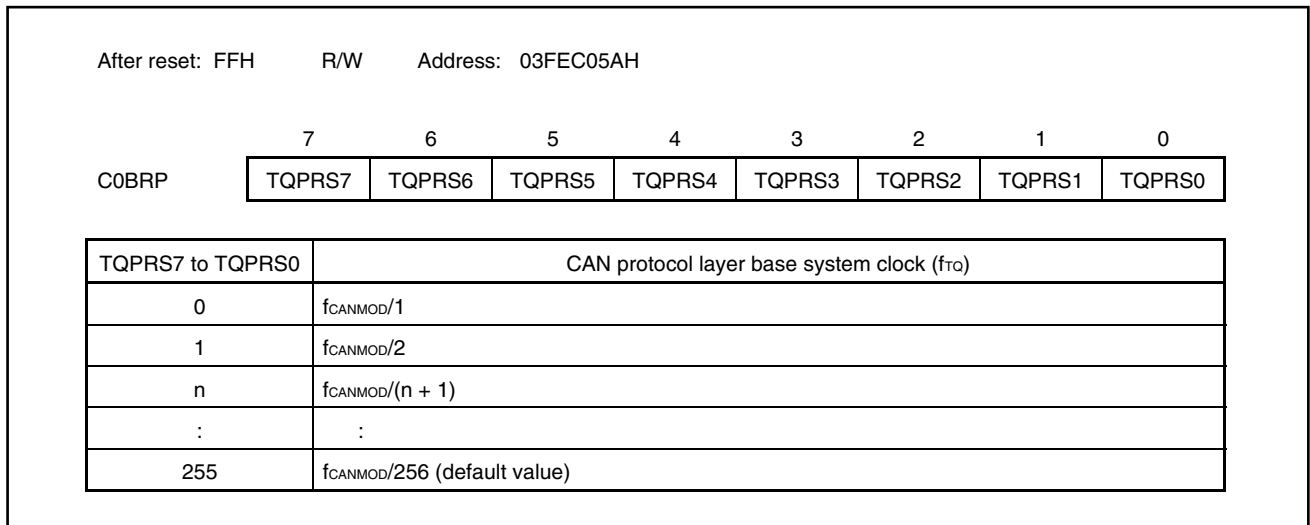 After reset: FFH R/W Address: 03FEC05AH
7 6 5 4 3 2 1 0
C0BRP TQPRS7 TQPRS6 TQPRS5 TQPRS4 TQPRS3 TQPRS2 TQPRS1 TQPRS0
TQPRS7 to TQPRS0 CAN protocol layer base system clock (fTQ)
0 fCANMOD/1
1 fCANMOD/2
n fCANMOD/(n + 1)
: :
255 fCANMOD/256 (default value)